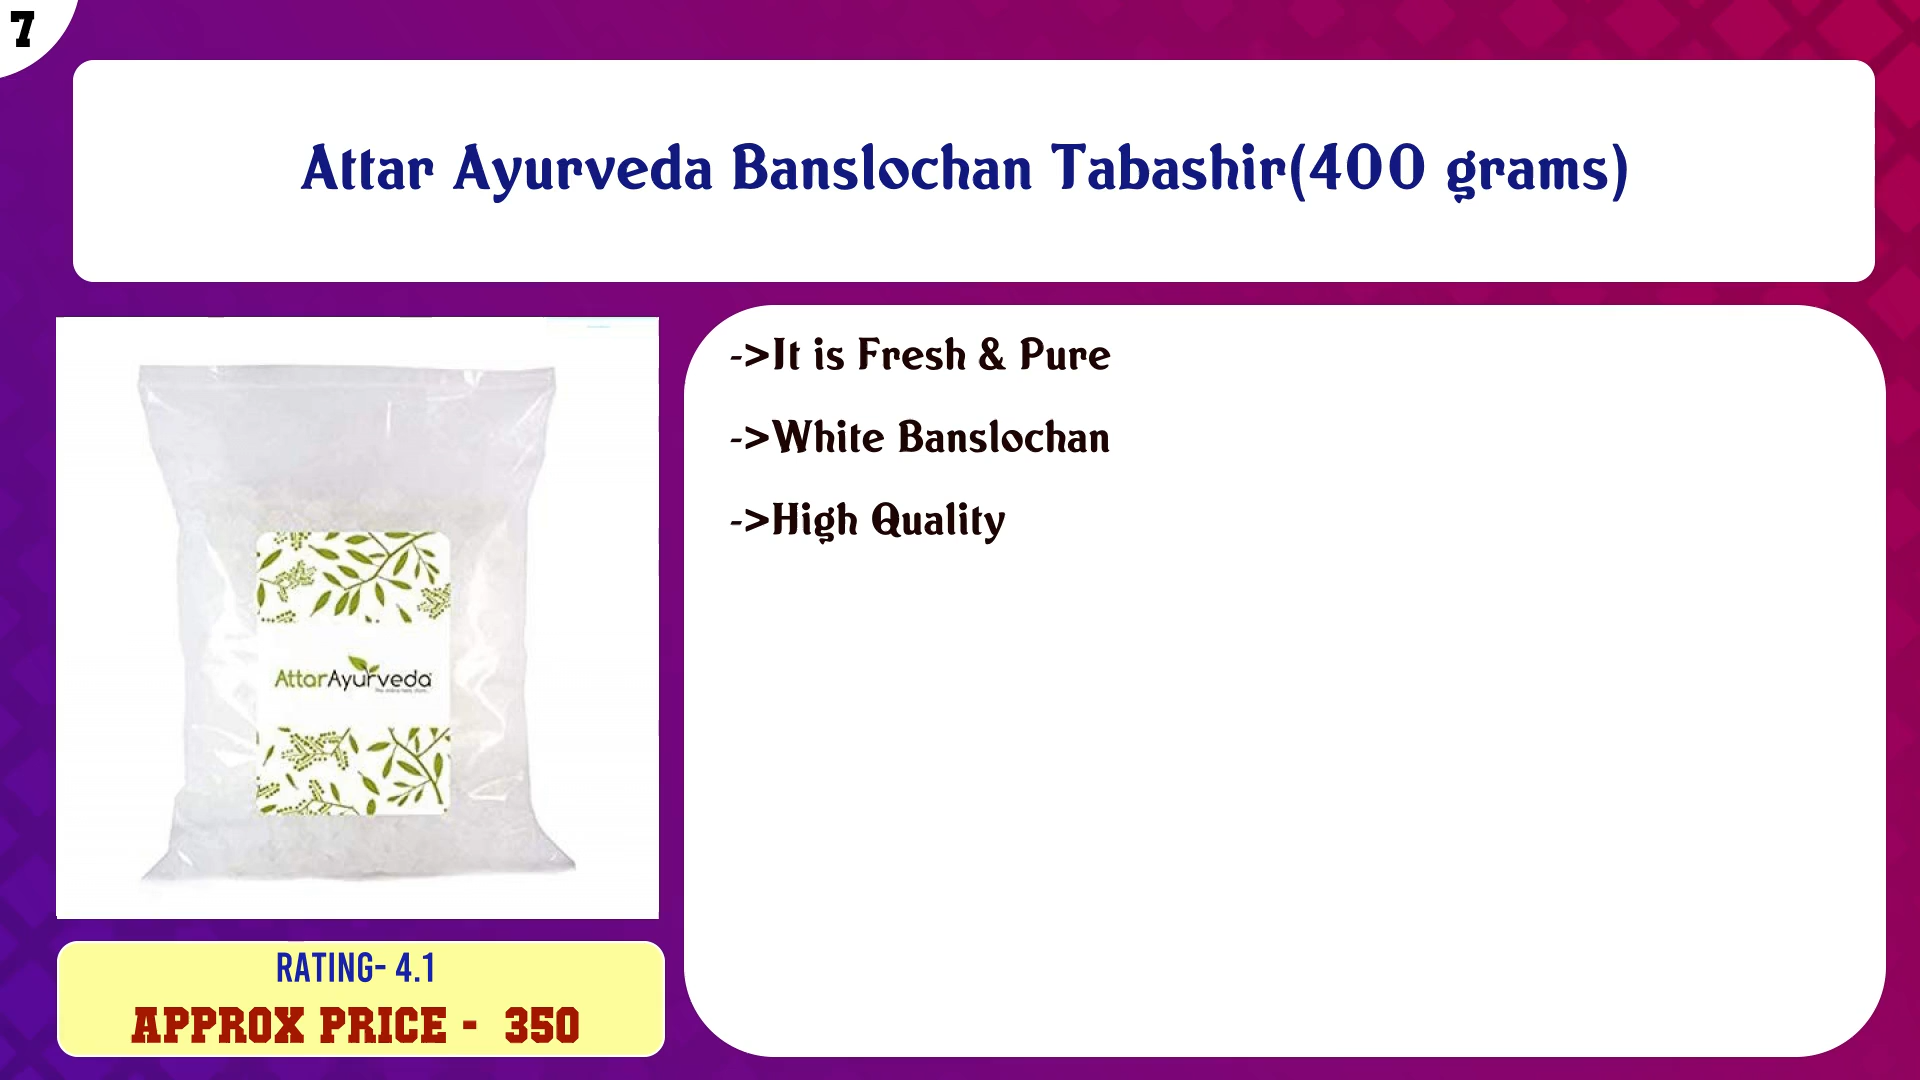 7
Attar Ayurveda Banslochan Tabashir(400 grams)
->It is Fresh & Pure
->White Banslochan
->High Quality
AttarAyurveda
RATING- 4.1
APPROX PRICE - 350